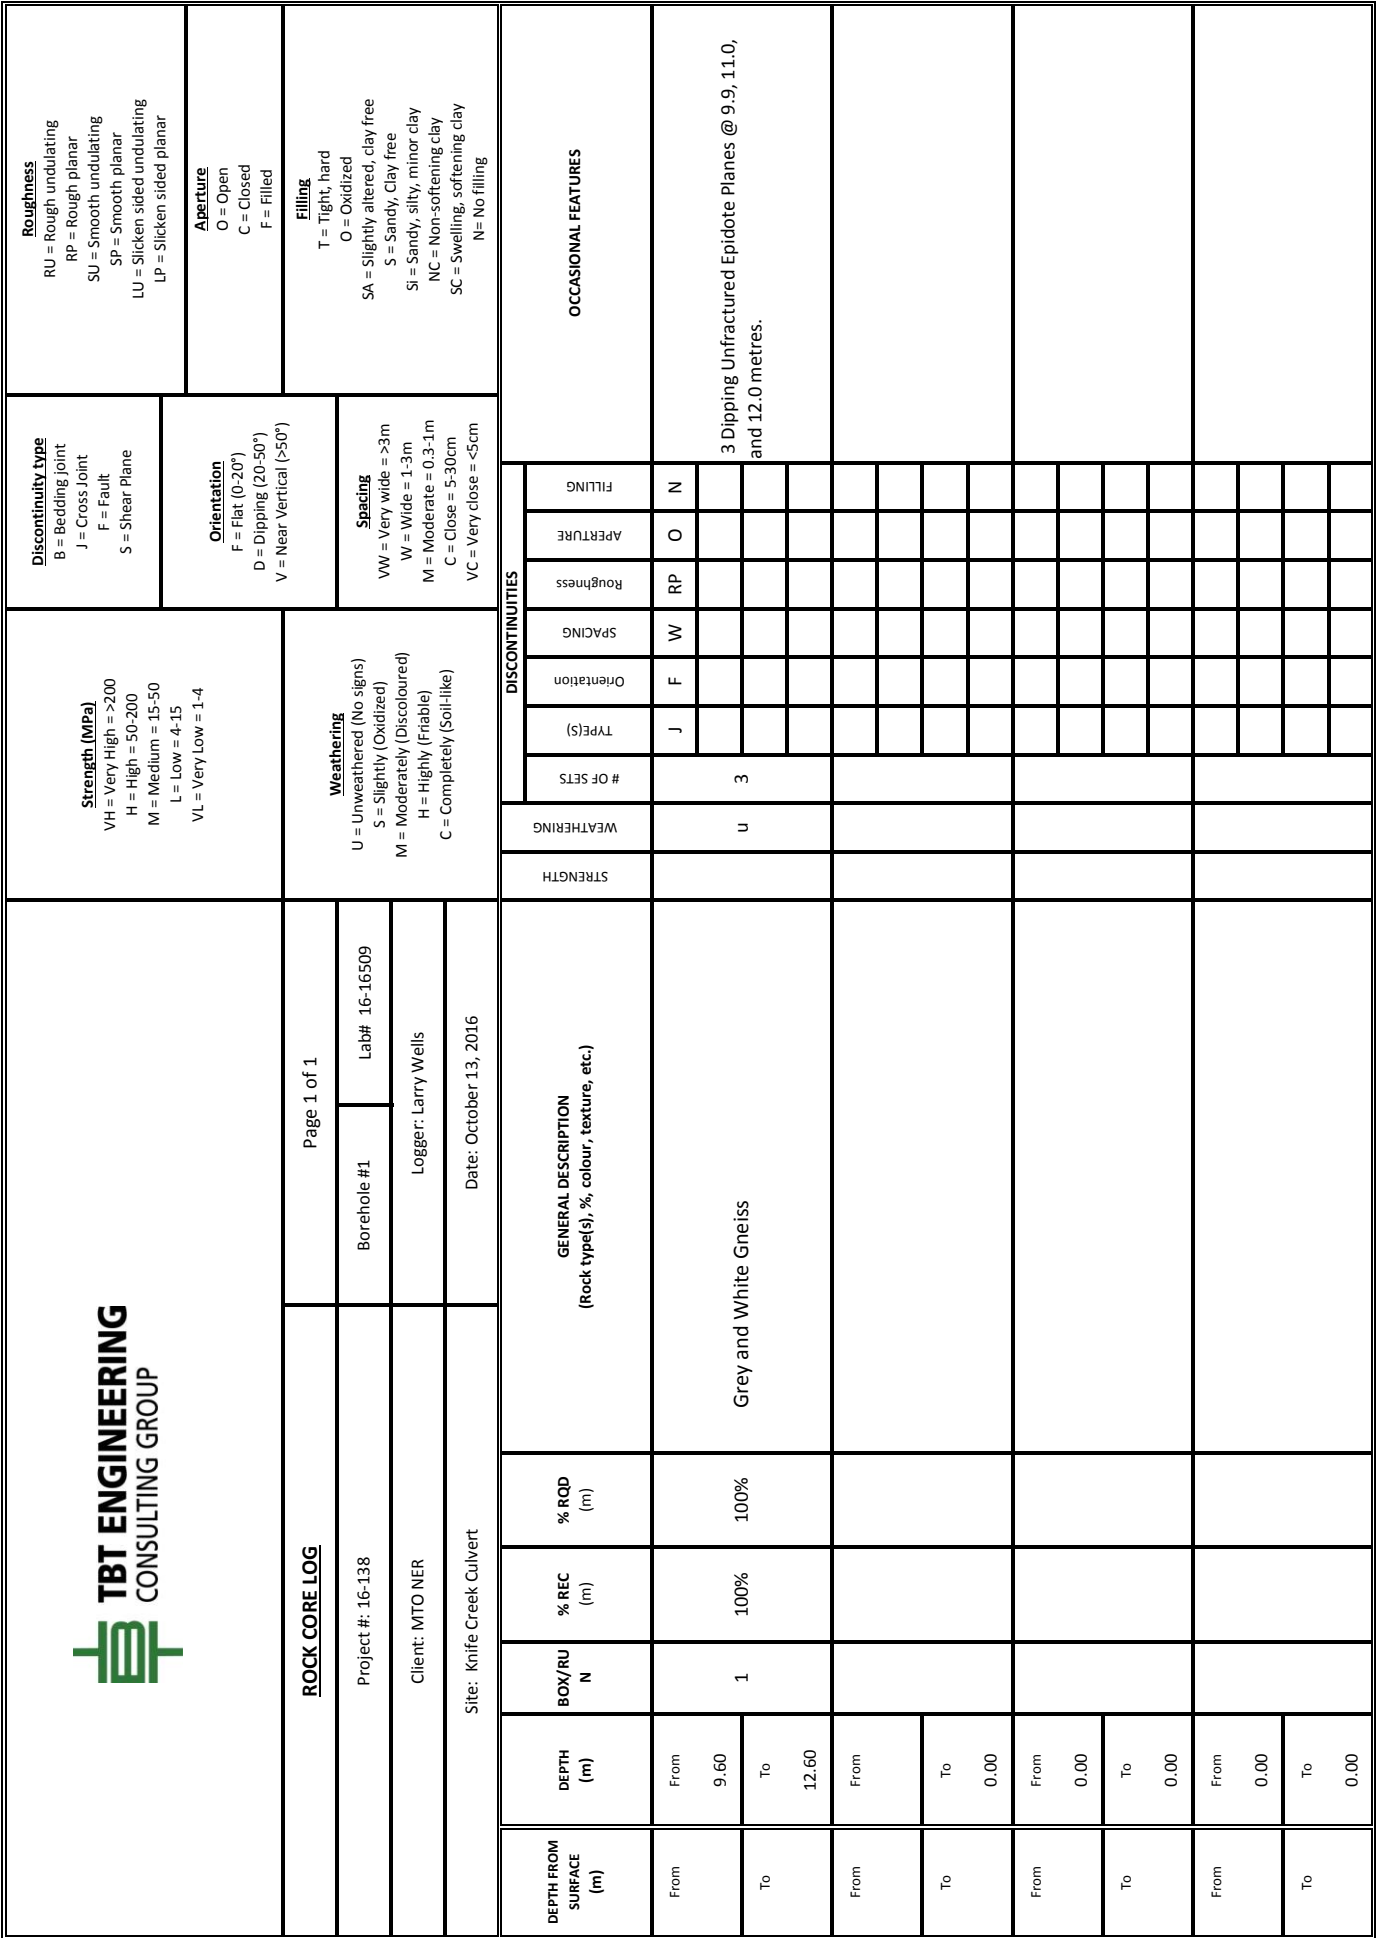 TBT ENGINEERING
CONSULTING GROUP
ROCK CORE LOG
Page 1 of 1
Project #: 16-138
Borehole #1
Lab#  16-16509
Client: MTO NER
Logger: Larry Wells
Site:  Knife Creek Culvert
Date: October 13, 2016
Strength (MPa)
VH = Very High = >200
H = High = 50-200
M = Medium = 15-50
L = Low = 4-15
VL = Very Low = 1-4
Weathering
U = Unweathered (No signs)
S = Slightly (Oxidized)
M = Moderately (Discoloured)
H = Highly (Friable)
C = Completely (Soil-like)
Discontinuity type
B = Bedding joint
J = Cross Joint
F = Fault
S = Shear Plane
Orientation
F = Flat (0-20°)
D = Dipping (20-50°)
V = Near Vertical (>50°)
Spacing
VW = Very wide = >3m
W = Wide = 1-3m
M = Moderate = 0.3-1m
C = Close = 5-30cm
VC = Very close = <5cm
Roughness
RU = Rough undulating
RP = Rough planar
SU = Smooth undulating
SP = Smooth planar
LU = Slicken sided undulating
LP = Slicken sided planar
Aperture
O = Open
C = Closed
F = Filled
Filling
T = Tight, hard
O = Oxidized
SA = Slightly altered, clay free
S = Sandy, Clay free
Si = Sandy, silty, minor clay
NC = Non-softening clay
SC = Swelling, softening clay
N= No filling
DEPTH FROM
SURFACE
(m)
DEPTH
(m)
BOX/RU
N
% REC
(m)
% RQD
(m)
GENERAL DESCRIPTION
(Rock type(s), %, colour, texture, etc.)
STRENGTH
WEATHERING
DISCONTINUITIES
# OF SETS
TYPE(S)
Orientation
SPACING
Roughness
APERTURE
FILLING
OCCASIONAL FEATURES
From
From
9.60
To
To
12.60
1
100%
100%
Grey and White Gneiss
u
3
J
F
W
RP
O
N
3 Dipping Unfractured Epidote Planes @ 9.9, 11.0,
and 12.0 metres.
From
From
To
To
0.00
From
From
0.00
To
To
0.00
From
From
0.00
To
To
0.00